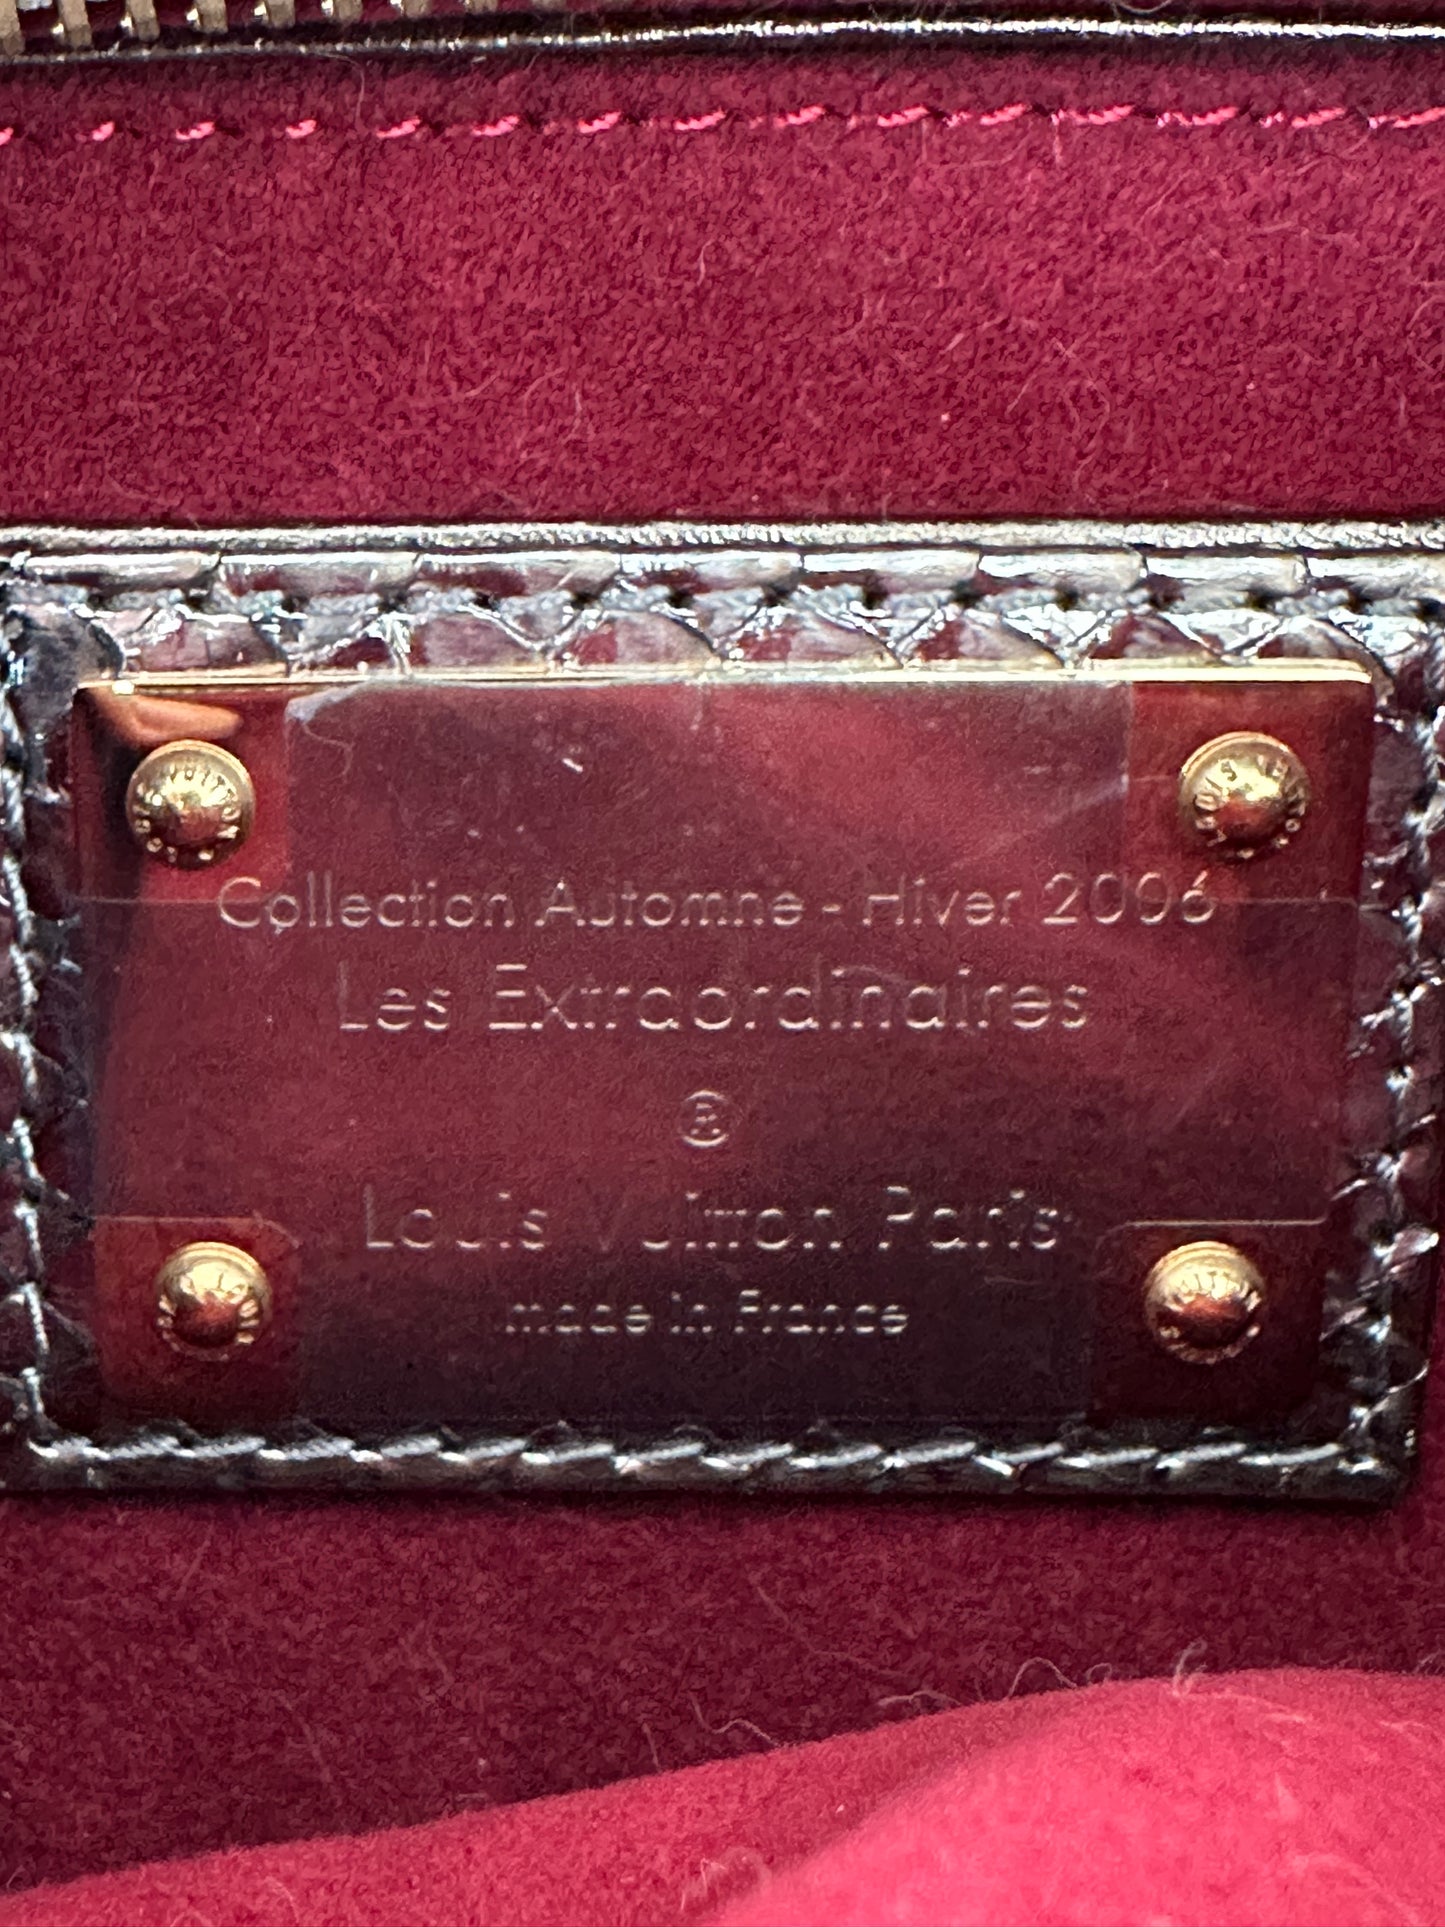 Collection Automne - Hiver 2006
Les Extraordinaires
®
Louis Vuitton Paris
made in France